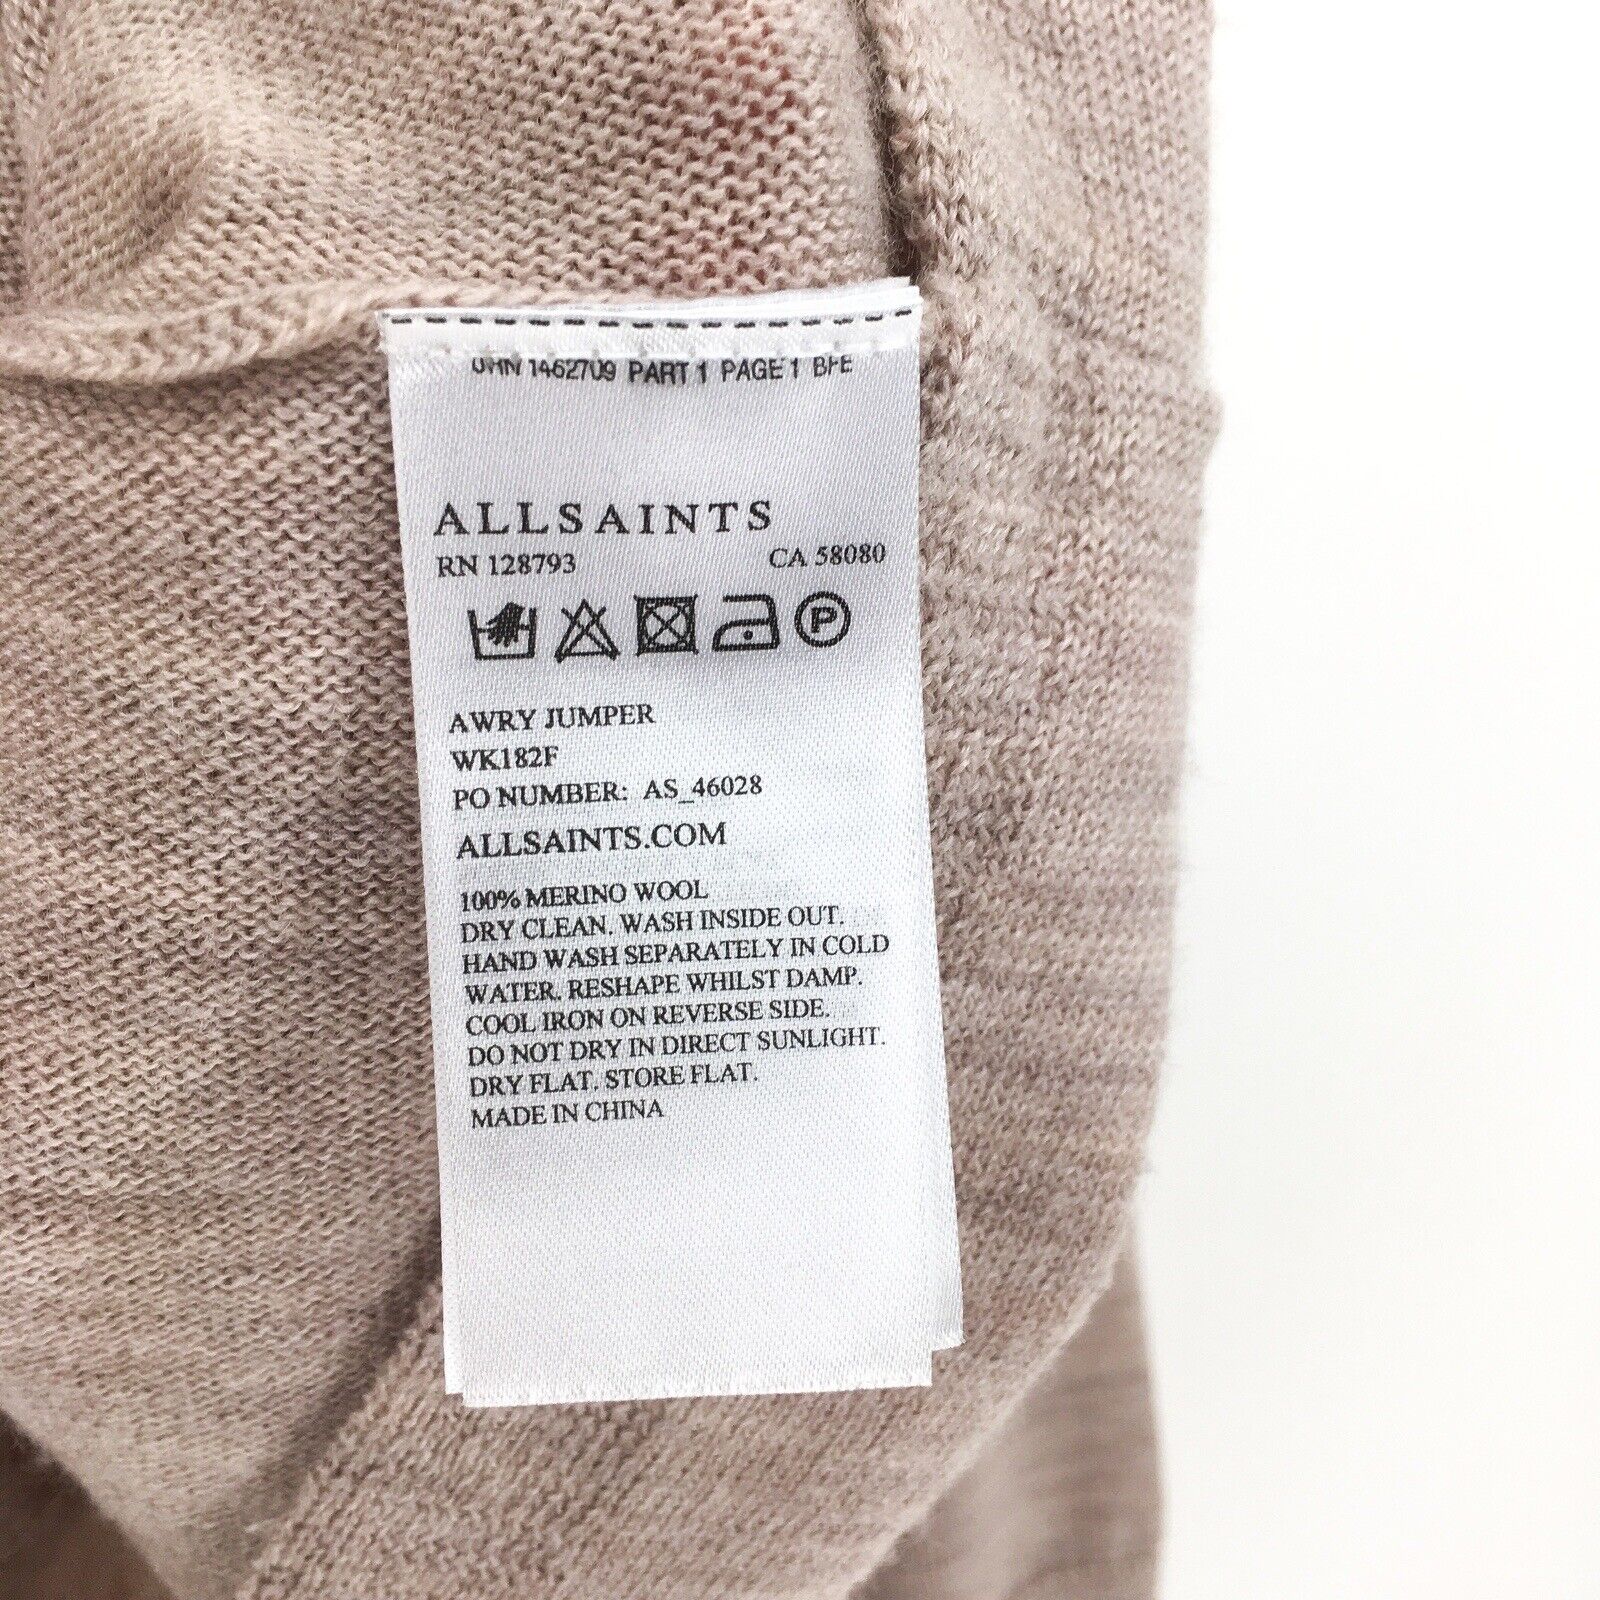 1462709 PART 1 PAGE 1 BFE
ALLSAINTS
RN 128793 CA 58080
P
AWRY JUMPER
WK182F
PO NUMBER: AS_46028
ALLSAINTS.COM
100% MERINO WOOL
DRY CLEAN. WASH INSIDE OUT.
HAND WASH SEPARATELY IN COLD
WATER. RESHAPE WHILST DAMP.
COOL IRON ON REVERSE SIDE.
DO NOT DRY IN DIRECT SUNLIGHT.
DRY FLAT. STORE FLAT.
MADE IN CHINA